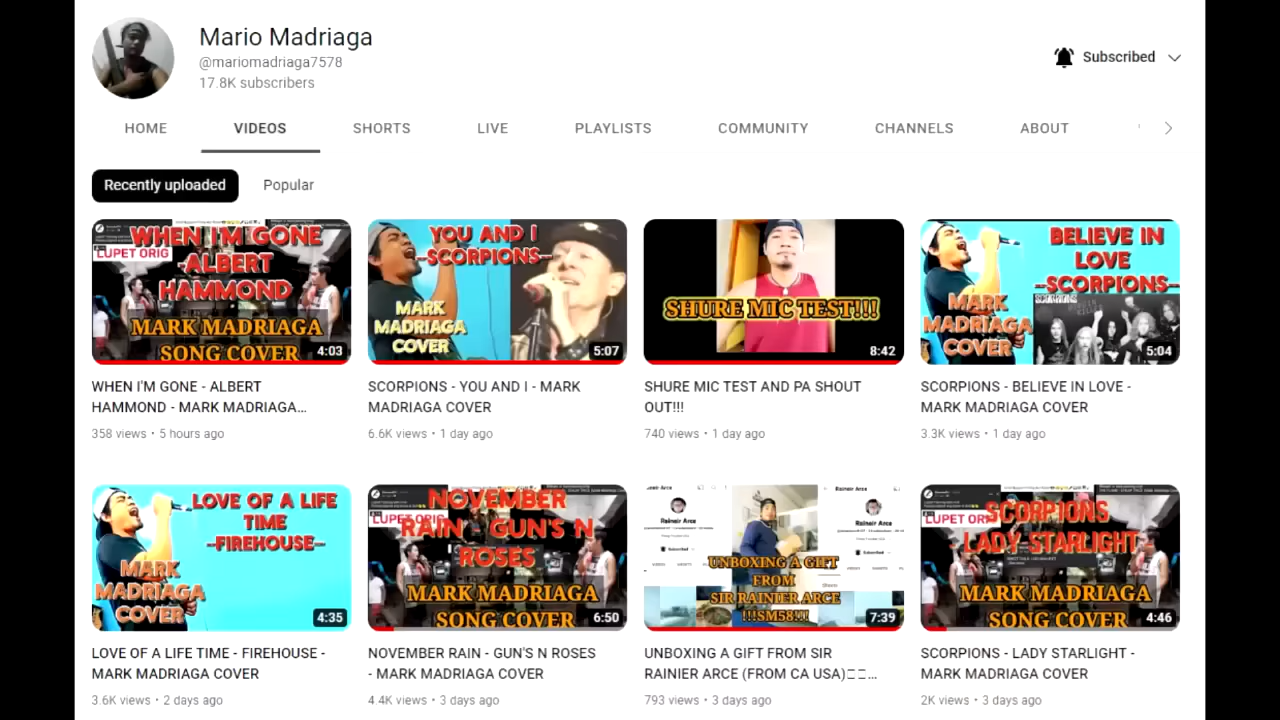 Mario Madriaga
@mariomadriaga7578
17.8K subscribers
Subscribed
HOME
VIDEOS
SHORTS
LIVE
PLAYLISTS
COMMUNITY
CHANNELS
ABOUT
Recently uploaded
Popular
WHEN I'M GONE
LUPET ORIG
-ALBERT
HAMMOND
MARK MADRIAGA
SONG COVER
4:03
YOU AND I
--SCORPIONS--
MARK
MADRIAGA
COVER
5:07
SHURE MIC TEST!!!
8:42
BELIEVE IN
LOVE
--SCORPIONS--
SCORPIONS
MARK
MADRIAGA
COVER
5:04
WHEN I'M GONE - ALBERT
HAMMOND - MARK MADRIAGA...
358 views • 5 hours ago
SCORPIONS - YOU AND I - MARK
MADRIAGA COVER
6.6K views • 1 day ago
SHURE MIC TEST AND PA SHOUT
OUT!!!
740 views • 1 day ago
SCORPIONS - BELIEVE IN LOVE -
MARK MADRIAGA COVER
3.3K views • 1 day ago
LOVE OF A LIFE
TIME
--FIREHOUSE--
MARK
MADRIAGA
COVER
4:35
NOVEMBER
RAIN - GUN'S N
ROSES
LUPET ORIG
MARK MADRIAGA
SONG COVER
6:50
Rainair Arce
Rainair Arce
Subscribed
Subscribed
UNBOXING A GIFT
FROM
SIR RAINIER ARCE
!!!SM58!!!
7:39
SCORPIONS
LUPET ORIG
LADY STARLIGHT
MARK MADRIAGA
SONG COVER
4:46
LOVE OF A LIFE TIME - FIREHOUSE -
MARK MADRIAGA COVER
3.6K views • 2 days ago
NOVEMBER RAIN - GUN'S N ROSES
- MARK MADRIAGA COVER
4.4K views • 3 days ago
UNBOXING A GIFT FROM SIR
RAINIER ARCE (FROM CA USA)...
793 views • 3 days ago
SCORPIONS - LADY STARLIGHT -
MARK MADRIAGA COVER
2K views • 3 days ago